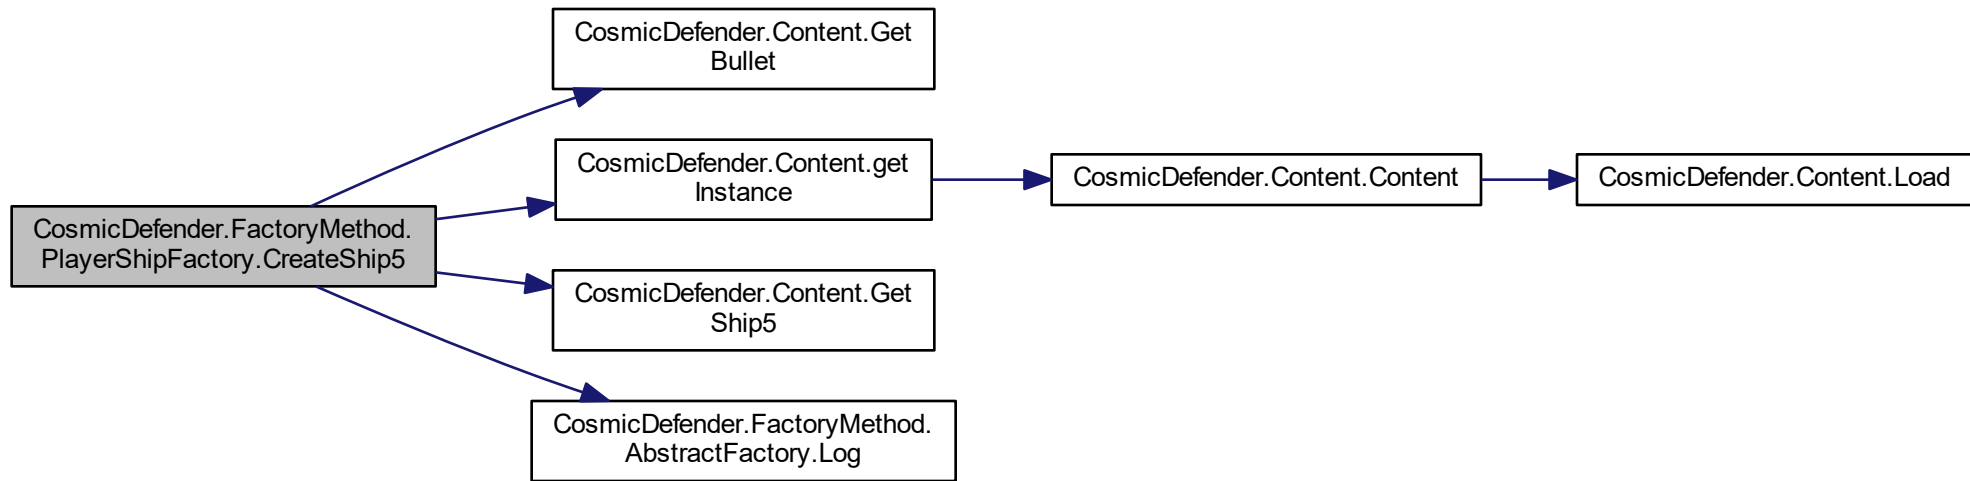 CosmicDefender.FactoryMethod.
PlayerShipFactory.CreateShip5
CosmicDefender.Content.Get
Bullet
CosmicDefender.Content.get
Instance
CosmicDefender.Content.Content
CosmicDefender.Content.Load
CosmicDefender.Content.Get
Ship5
CosmicDefender.FactoryMethod.
AbstractFactory.Log